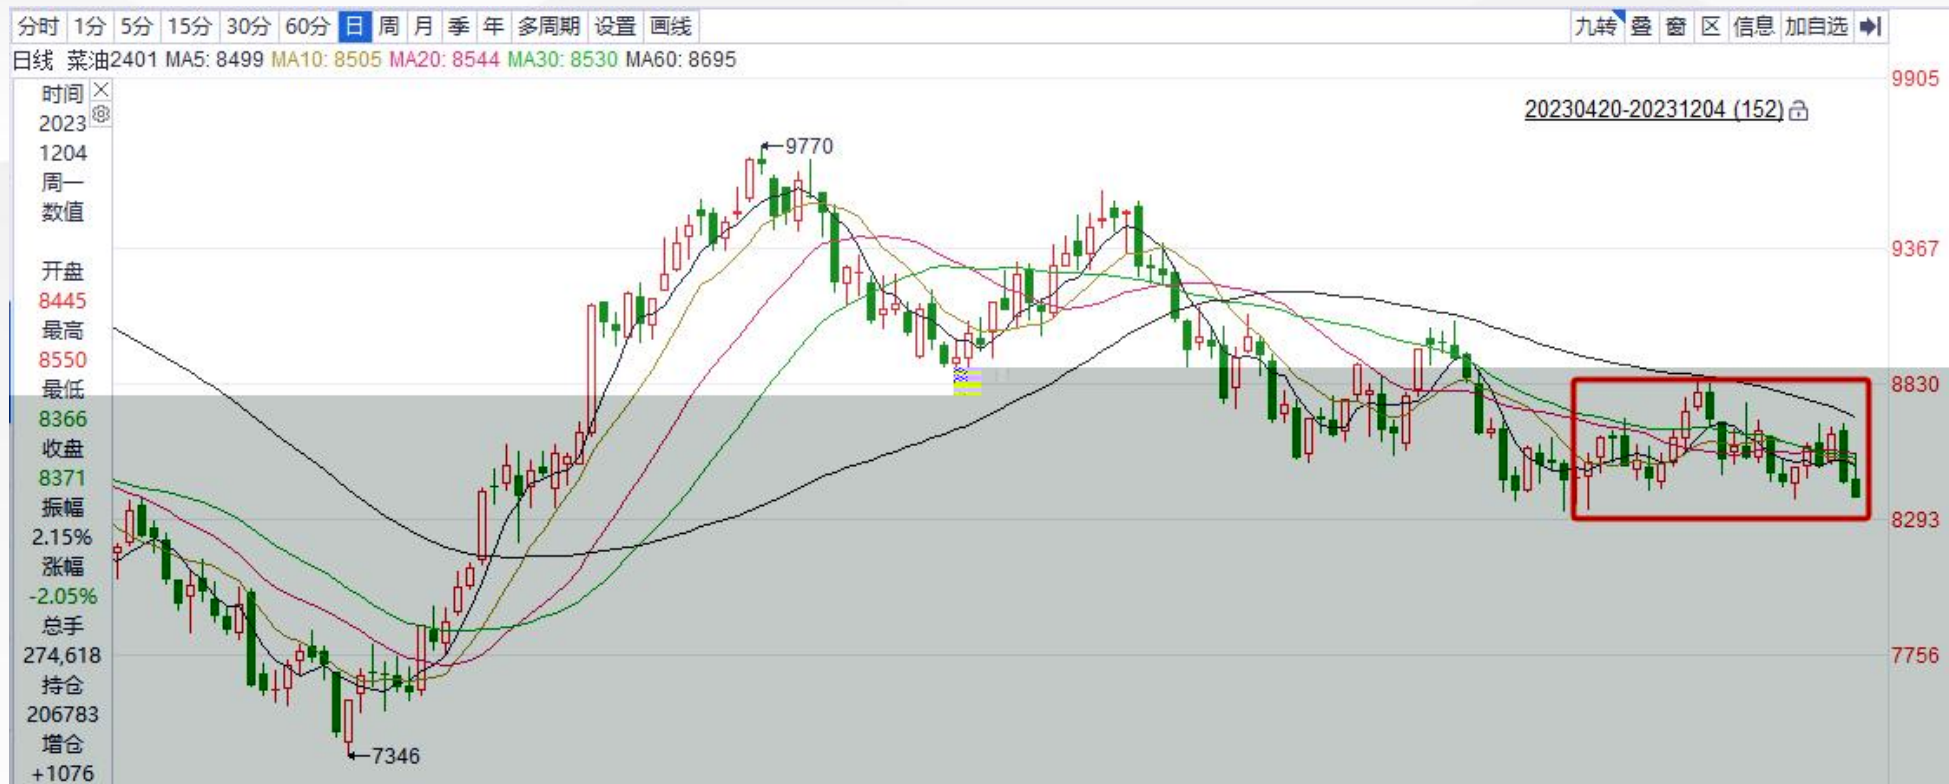 分时 1分 5分 15分 30分 60分 日 周 月 季 年 多周期 设置 画线 九转 叠 窗 区 信息 加自选
日线 菜油2401 MA5: 8499 MA10: 8505 MA20: 8544 MA30: 8530 MA60: 8695
时间
2023
1204
周一
数值
开盘
8445
最高
8550
最低
8366
收盘
8371
振幅
2.15%
涨幅
-2.05%
总手
274,618
持仓
206783
增仓
+1076
20230420-20231204 (152)
9770
7346
9905
9367
8830
8293
7756